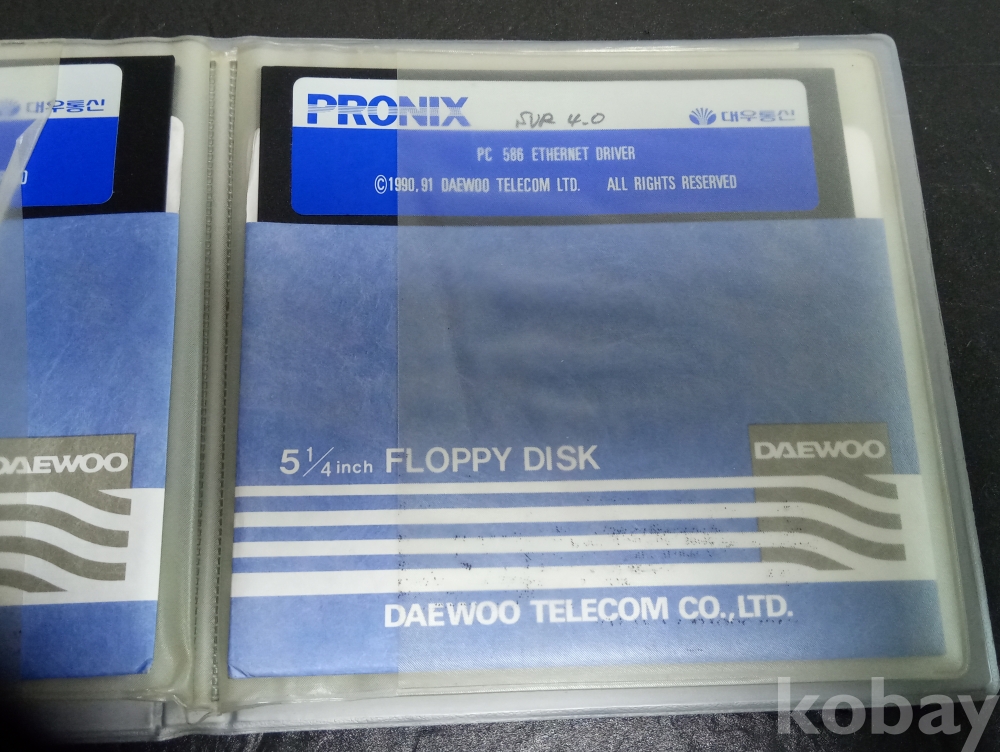 대우통신
DAEWOO
PRONIX SVR 4.0 대우통신
PC 586 ETHERNET DRIVER
©1990,91 DAEWOO TELECOM LTD. ALL RIGHTS RESERVED
5 1/4 inch FLOPPY DISK
DAEWOO
DAEWOO TELECOM CO.,LTD.
kobay